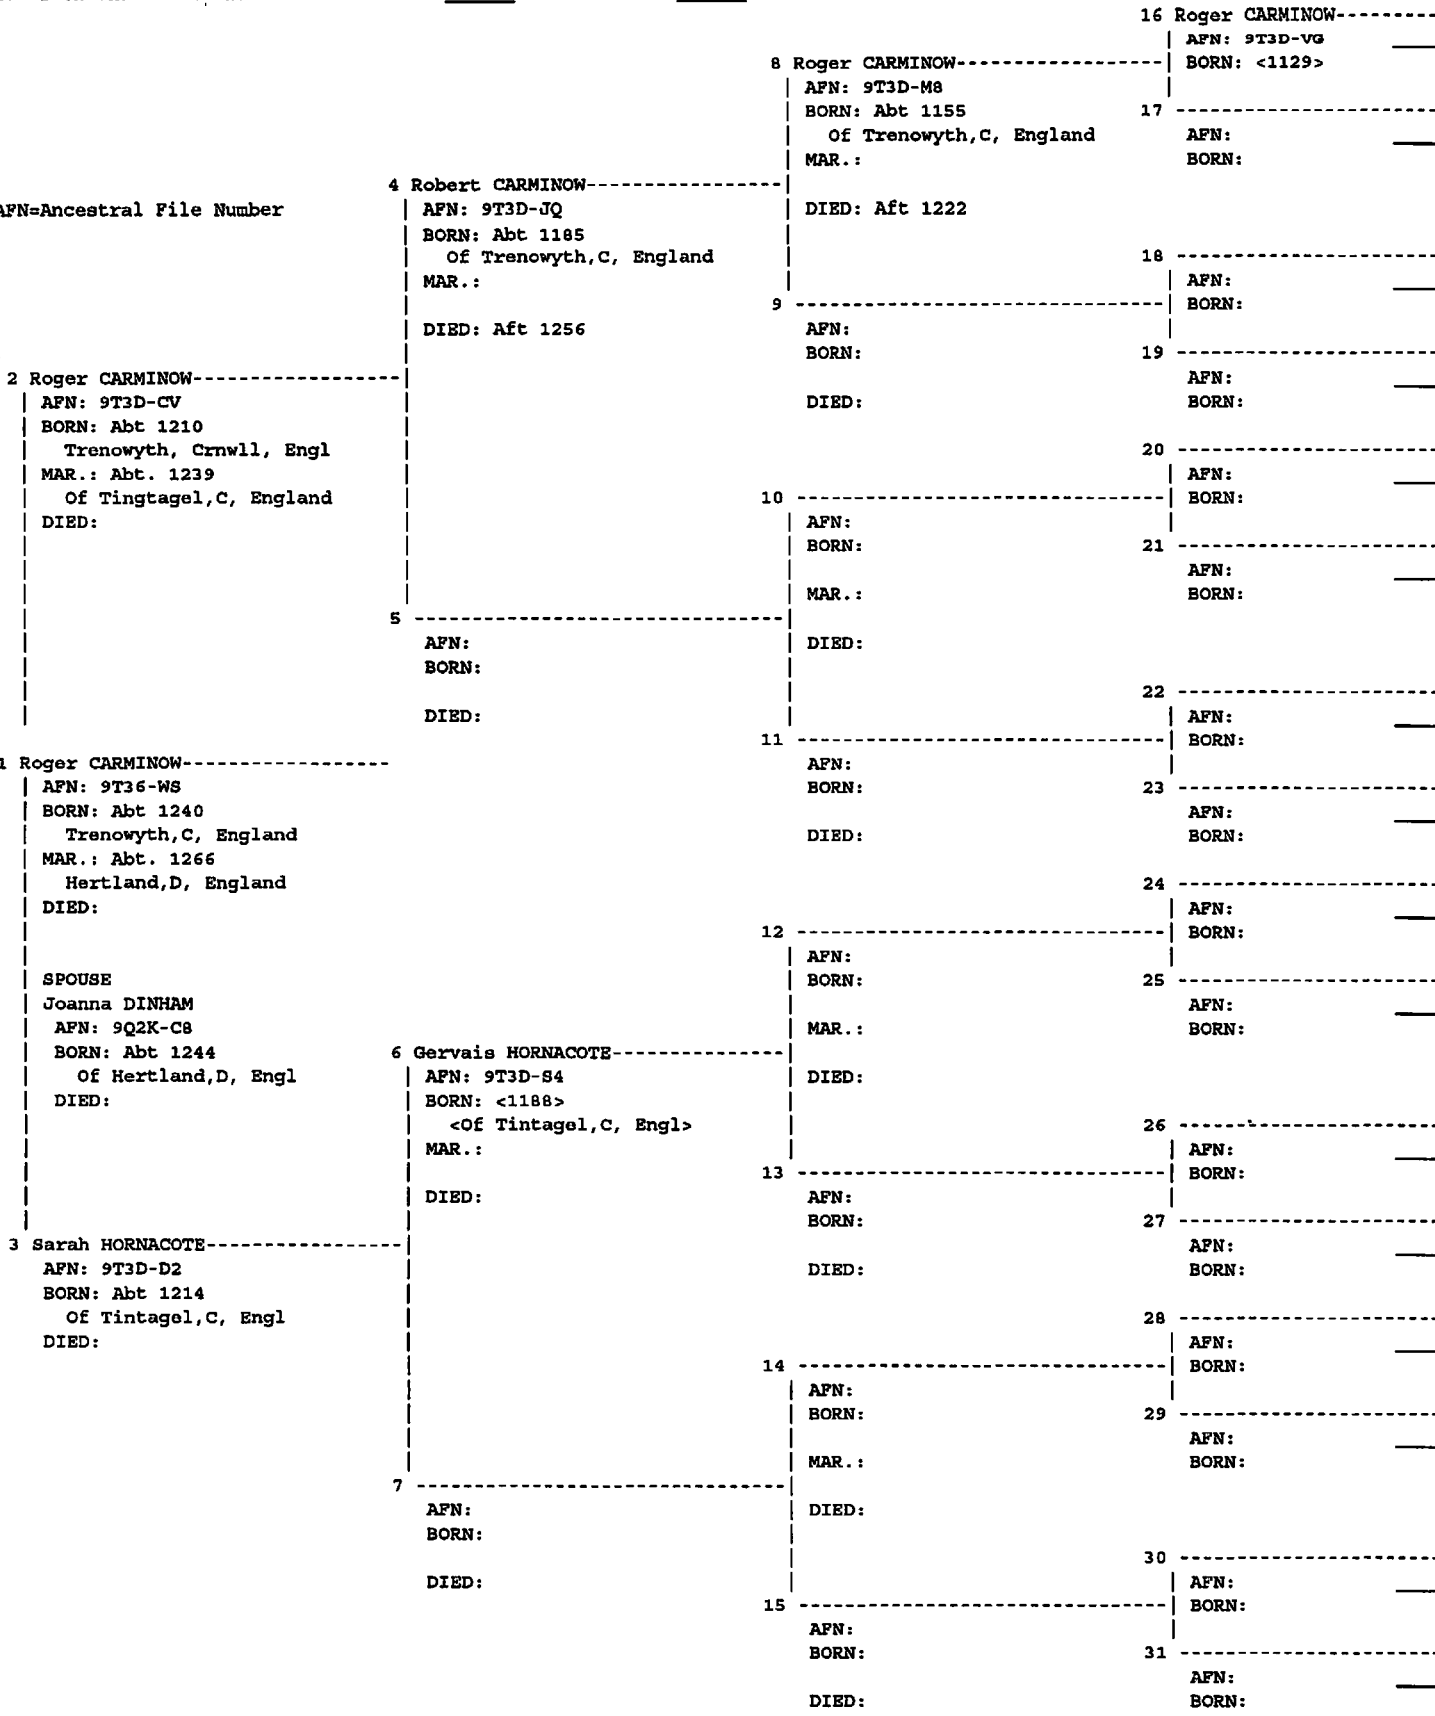 16 Roger CARMINOW
AFN: 9T3D-VG
BORN: <1129>
8 Roger CARMINOW
AFN: 9T3D-M8
BORN: Abt 1155
Of Trenowyth,C, England
MAR.:
DIED: Aft 1222
17
AFN:
BORN:
4 Robert CARMINOW
AFN: 9T3D-JQ
BORN: Abt 1185
Of Trenowyth,C, England
MAR.:
DIED: Aft 1256
AFN=Ancestral File Number
18
AFN:
BORN:
9
AFN:
BORN:
DIED:
19
AFN:
BORN:
2 Roger CARMINOW
AFN: 9T3D-CV
BORN: Abt 1210
Trenowyth, Crnwll, Engl
MAR.: Abt. 1239
Of Tingtagel,C, England
DIED:
20
AFN:
BORN:
10
AFN:
BORN:
MAR.:
DIED:
21
AFN:
BORN:
5
AFN:
BORN:
DIED:
22
AFN:
BORN:
11
AFN:
BORN:
DIED:
23
AFN:
BORN:
1 Roger CARMINOW
AFN: 9T36-WS
BORN: Abt 1240
Trenowyth,C, England
MAR.: Abt. 1266
Hertland,D, England
DIED:
SPOUSE
Joanna DINHAM
AFN: 9Q2K-C8
BORN: Abt 1244
Of Hertland,D, Engl
DIED:
24
AFN:
BORN:
12
AFN:
BORN:
MAR.:
DIED:
25
AFN:
BORN:
6 Gervais HORNACOTE
AFN: 9T3D-S4
BORN: <1188>
<Of Tintagel,C, Engl>
MAR.:
DIED:
26
AFN:
BORN:
13
AFN:
BORN:
DIED:
27
AFN:
BORN:
3 Sarah HORNACOTE
AFN: 9T3D-D2
BORN: Abt 1214
Of Tintagel,C, Engl
DIED:
28
AFN:
BORN:
14
AFN:
BORN:
MAR.:
DIED:
29
AFN:
BORN:
7
AFN:
BORN:
DIED:
30
AFN:
BORN:
15
AFN:
BORN:
DIED:
31
AFN:
BORN: